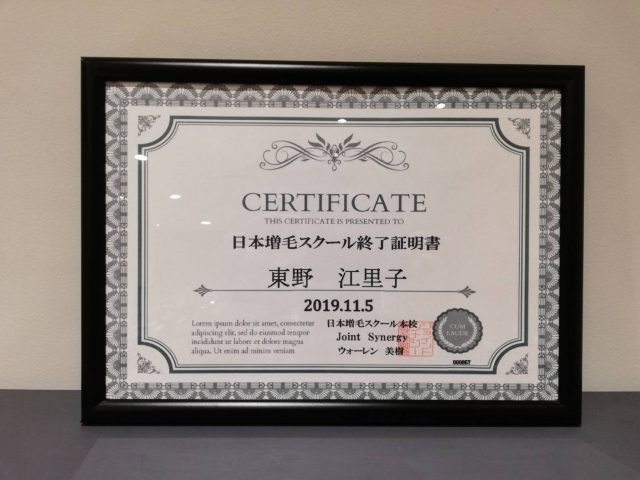 CERTIFICATE
THIS CERTIFICATE IS PRESENTED TO
日本増毛スクール終了証明書
東野 江里子
2019.11.5
Lorem ipsum dolor sit amet, consectetur
adipiscing elit, sed do eiusmod tempor
incididunt ut labore et dolore magna
aliqua. Ut enim ad minim veniam
日本増毛スクール本校
Joint Synergy
ウォーレン 美樹
CUM
LAUDE
000857